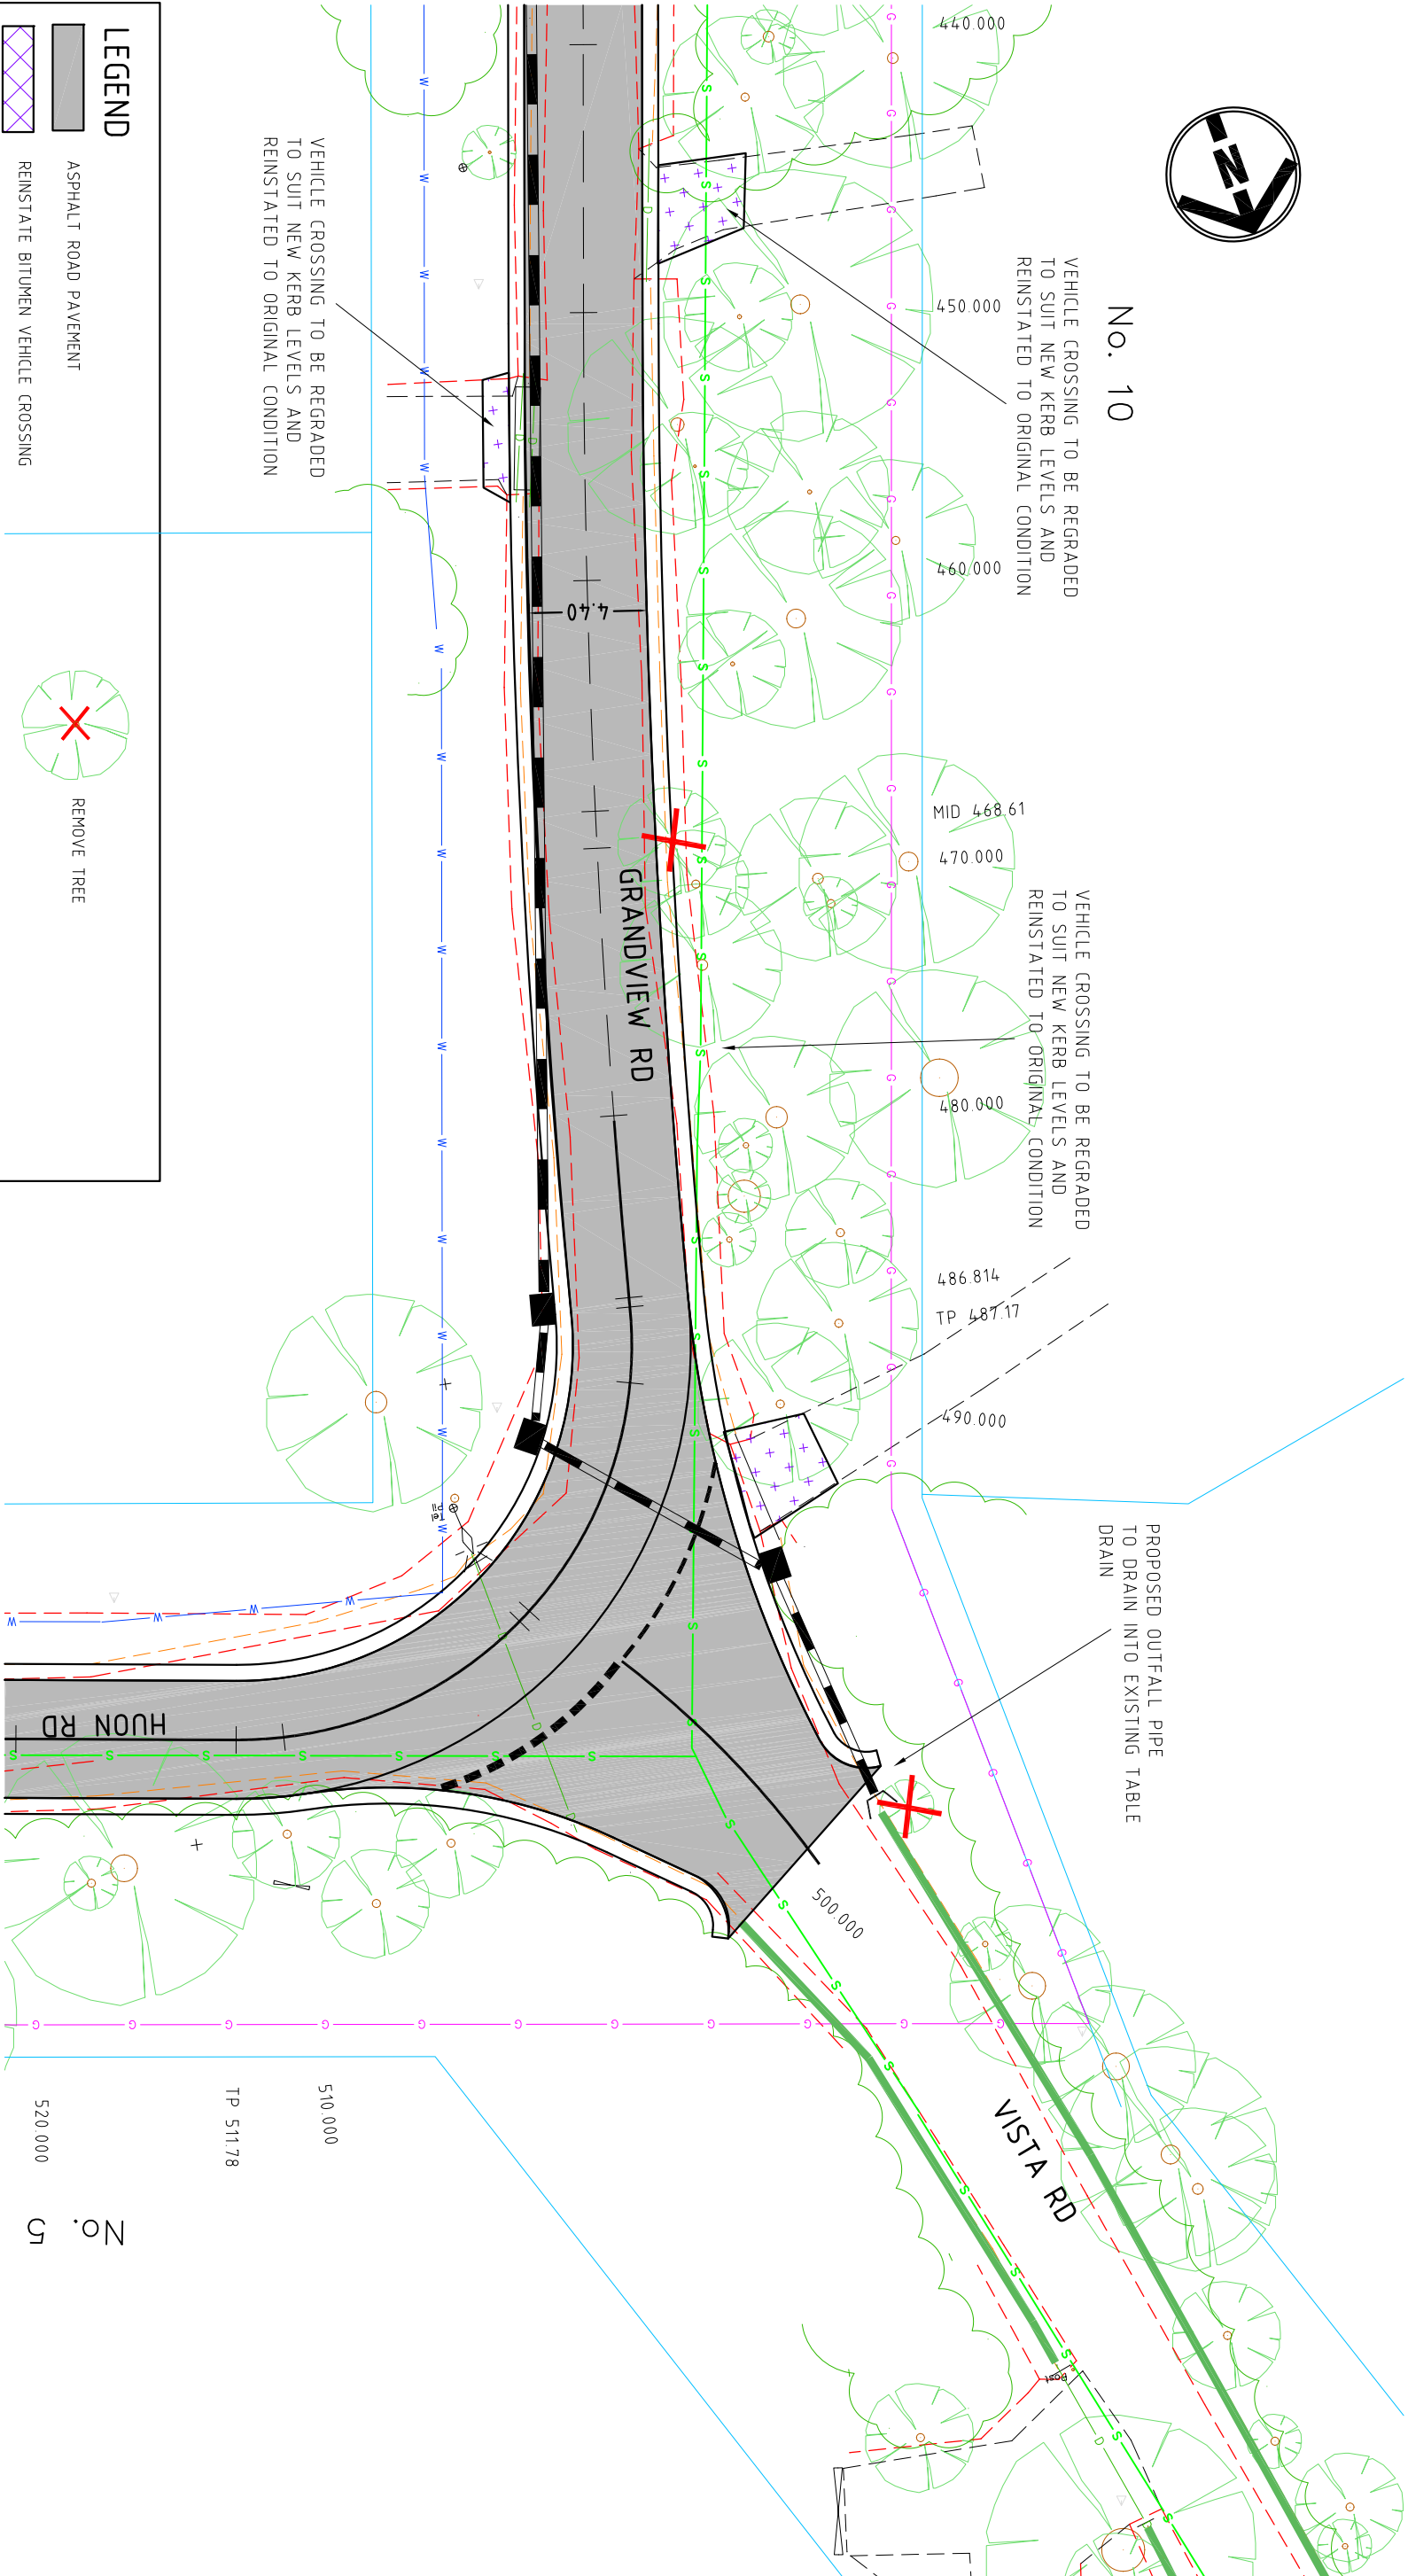 N
No. 10
VEHICLE CROSSING TO BE REGRADED
TO SUIT NEW KERB LEVELS AND
REINSTATED TO ORIGINAL CONDITION
440.000
450.000
460.000
MID 468.61
470.000
480.000
486.814
TP 487.17
490.000
VEHICLE CROSSING TO BE REGRADED
TO SUIT NEW KERB LEVELS AND
REINSTATED TO ORIGINAL CONDITION
VEHICLE CROSSING TO BE REGRADED
TO SUIT NEW KERB LEVELS AND
REINSTATED TO ORIGINAL CONDITION
4.40
GRANDVIEW RD
PROPOSED OUTFALL PIPE
TO DRAIN INTO EXISTING TABLE
DRAIN
Tel
Pit
HUON RD
500.000
VISTA RD
Post
510.000
TP 511.78
520.000
No. 5
LEGEND
ASPHALT ROAD PAVEMENT
REINSTATE BITUMEN VEHICLE CROSSING
REMOVE TREE